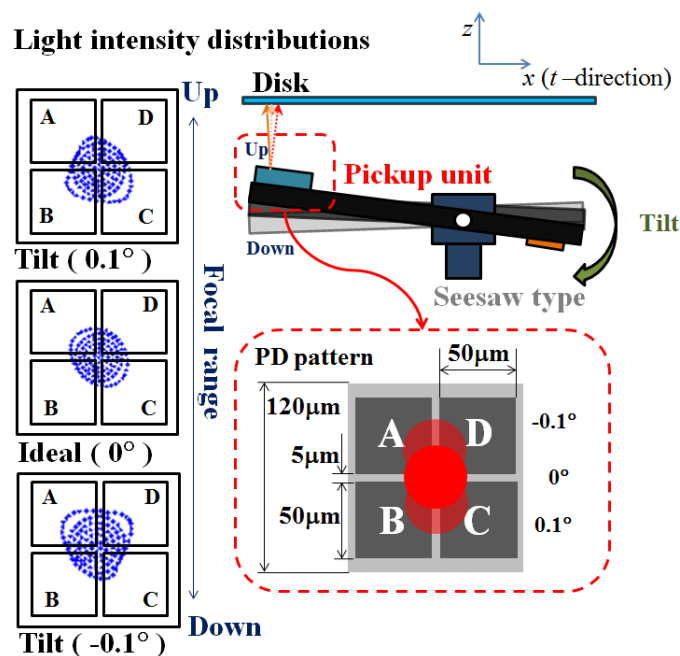 Light intensity distributions
z
x (t –direction)
Up
Disk
A
D
B
C
Tilt ( 0.1° )
Up
Pickup unit
Down
Tilt
Seesaw type
Focal range
A
D
B
C
Ideal ( 0° )
PD pattern
50μm
120μm
5μm
50μm
A
D
B
C
-0.1°
0°
0.1°
A
D
B
C
Tilt ( -0.1° )
Down